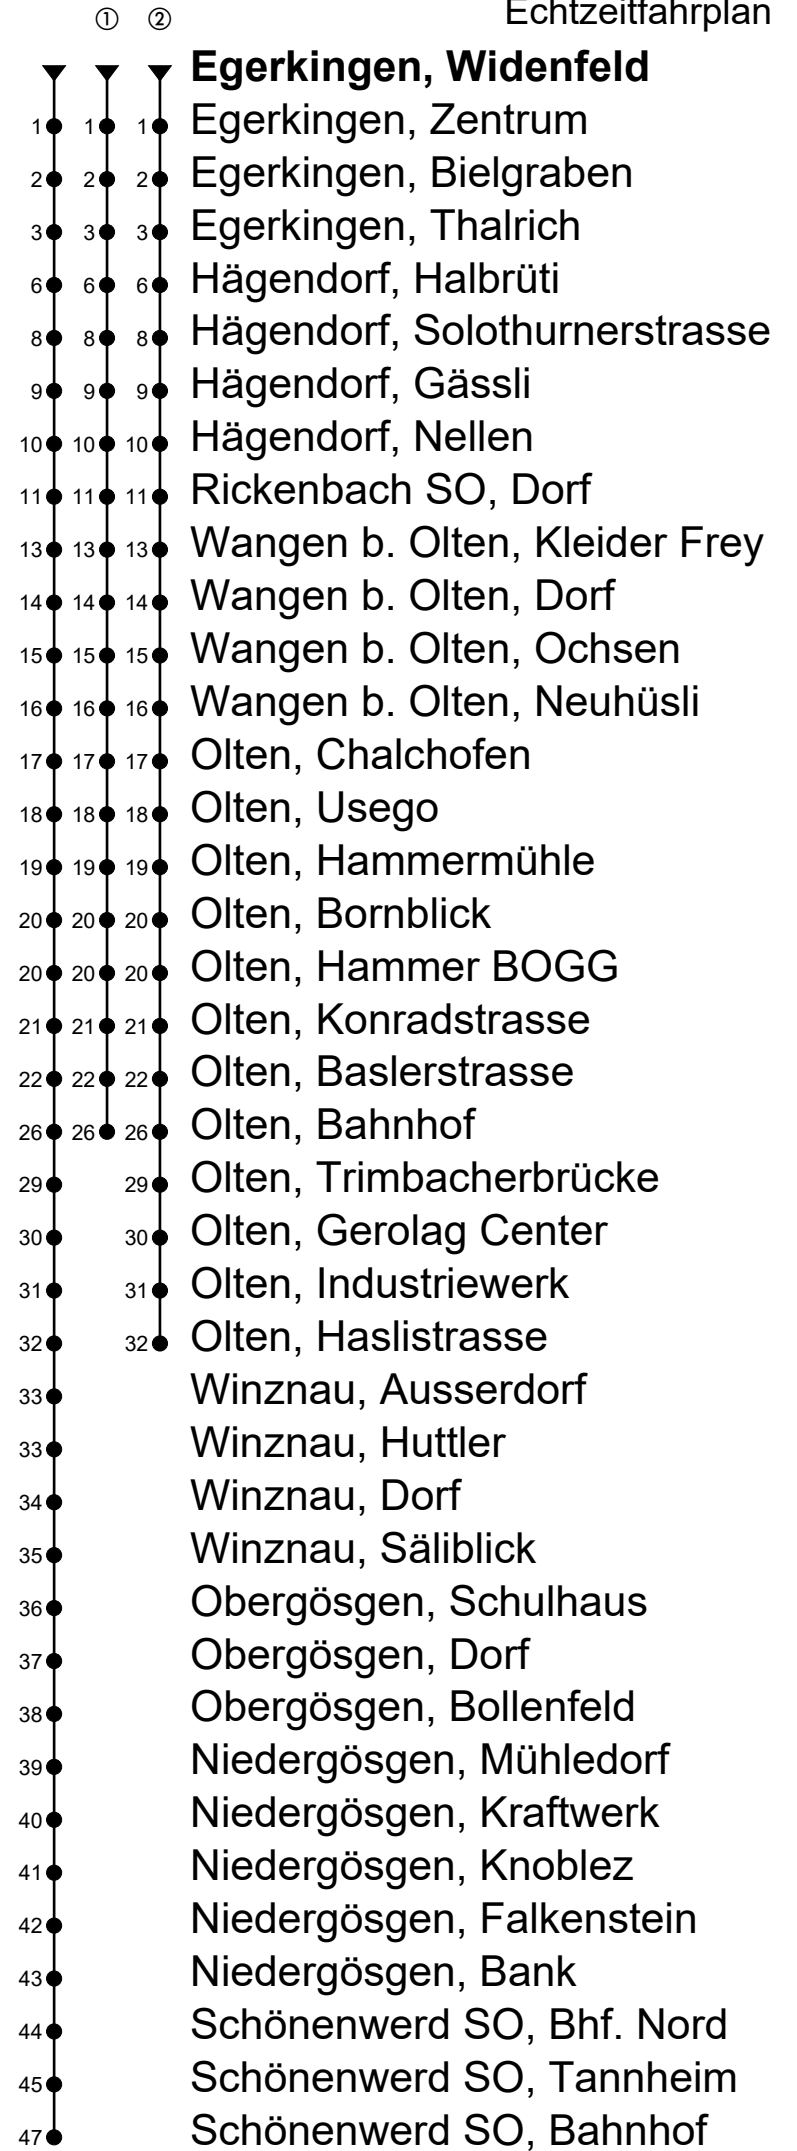 Echtzeitfahrplan
① ②
Egerkingen, Widenfeld
1 1 1 Egerkingen, Zentrum
2 2 2 Egerkingen, Bielgraben
3 3 3 Egerkingen, Thalrich
6 6 6 Hägendorf, Halbrüti
8 8 8 Hägendorf, Solothurnerstrasse
9 9 9 Hägendorf, Gässli
10 10 10 Hägendorf, Nellen
11 11 11 Rickenbach SO, Dorf
13 13 13 Wangen b. Olten, Kleider Frey
14 14 14 Wangen b. Olten, Dorf
15 15 15 Wangen b. Olten, Ochsen
16 16 16 Wangen b. Olten, Neuhüsli
17 17 17 Olten, Chalchofen
18 18 18 Olten, Usego
19 19 19 Olten, Hammermühle
20 20 20 Olten, Bornblick
20 20 20 Olten, Hammer BOGG
21 21 21 Olten, Konradstrasse
22 22 22 Olten, Baslerstrasse
26 26 26 Olten, Bahnhof
29 29 Olten, Trimbacherbrücke
30 30 Olten, Gerolag Center
31 31 Olten, Industriewerk
32 32 Olten, Haslistrasse
33 Winznau, Ausserdorf
33 Winznau, Huttler
34 Winznau, Dorf
35 Winznau, Säliblick
36 Obergösgen, Schulhaus
37 Obergösgen, Dorf
38 Obergösgen, Bollenfeld
39 Niedergösgen, Mühledorf
40 Niedergösgen, Kraftwerk
41 Niedergösgen, Knoblez
42 Niedergösgen, Falkenstein
43 Niedergösgen, Bank
44 Schönenwerd SO, Bhf. Nord
45 Schönenwerd SO, Tannheim
47 Schönenwerd SO, Bahnhof